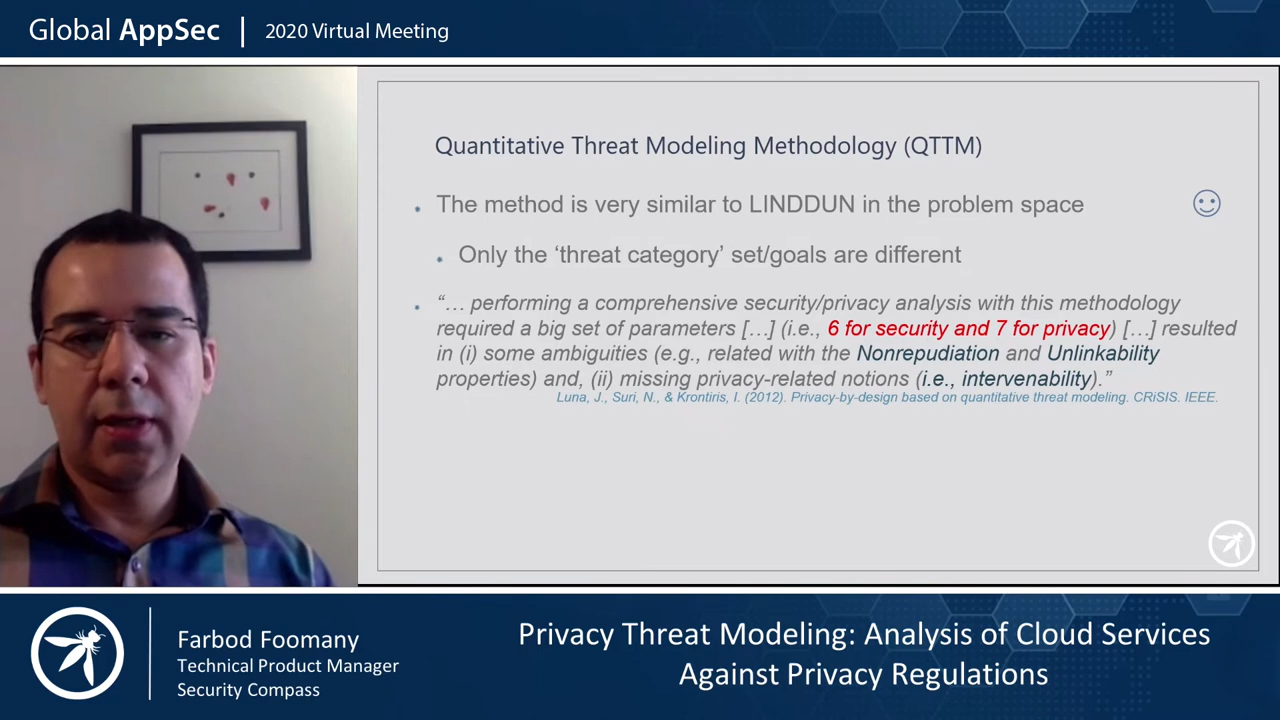 Global AppSec | 2020 Virtual Meeting
Quantitative Threat Modeling Methodology (QTTM)
• The method is very similar to LINDDUN in the problem space
• Only the ‘threat category’ set/goals are different
• “… performing a comprehensive security/privacy analysis with this methodology
required a big set of parameters […] (i.e., 6 for security and 7 for privacy) […] resulted
in (i) some ambiguities (e.g., related with the Nonrepudiation and Unlinkability
properties) and, (ii) missing privacy-related notions (i.e., intervenability).”
Luna, J., Suri, N., & Krontiris, I. (2012). Privacy-by-design based on quantitative threat modeling. CRiSIS. IEEE.
Farbod Foomany
Technical Product Manager
Security Compass
Privacy Threat Modeling: Analysis of Cloud Services
Against Privacy Regulations